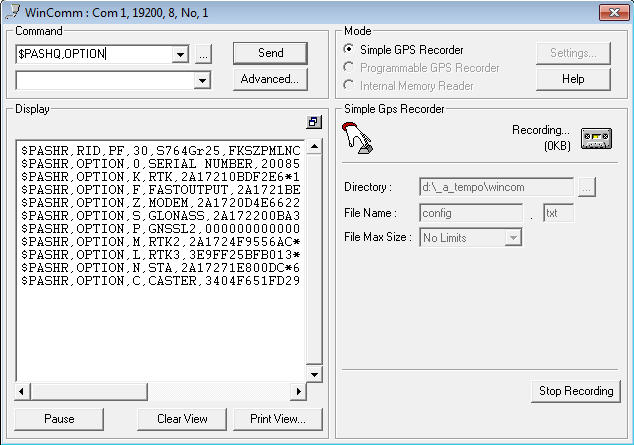 WinComm : Com 1, 19200, 8, No, 1
Command
$PASHQ,OPTION
...
Send
Advanced...
Mode
Simple GPS Recorder
Programmable GPS Recorder
Internal Memory Reader
Settings...
Help
Display
$PASHR,RID,PF,30,S764Gr25,FKSZPMLNC
$PASHR,OPTION,0,SERIAL NUMBER,20085
$PASHR,OPTION,K,RTK,2A17210BDF2E6*1
$PASHR,OPTION,F,FASTOUTPUT,2A1721BE
$PASHR,OPTION,Z,MODEM,2A1720D4E6622
$PASHR,OPTION,S,GLONASS,2A172200BA3
$PASHR,OPTION,P,GNSSL2,000000000000
$PASHR,OPTION,M,RTK2,2A1724F9556AC*
$PASHR,OPTION,L,RTK3,3E9FF25BFB013*
$PASHR,OPTION,N,STA,2A17271E800DC*6
$PASHR,OPTION,C,CASTER,3404F651FD29
Pause
Clear View
Print View...
Simple Gps Recorder
Recording...
(0KB)
Directory :
d:\_a_tempo\wincom
...
File Name :
config
.
txt
File Max Size :
No Limits
Stop Recording